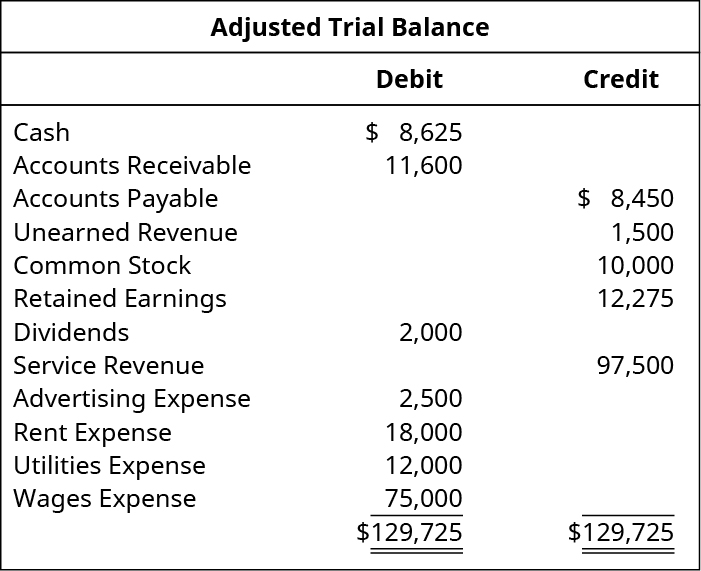 Adjusted Trial Balance
Debit Credit
Cash $ 8,625
Accounts Receivable 11,600
Accounts Payable $ 8,450
Unearned Revenue 1,500
Common Stock 10,000
Retained Earnings 12,275
Dividends 2,000
Service Revenue 97,500
Advertising Expense 2,500
Rent Expense 18,000
Utilities Expense 12,000
Wages Expense 75,000
$129,725 $129,725